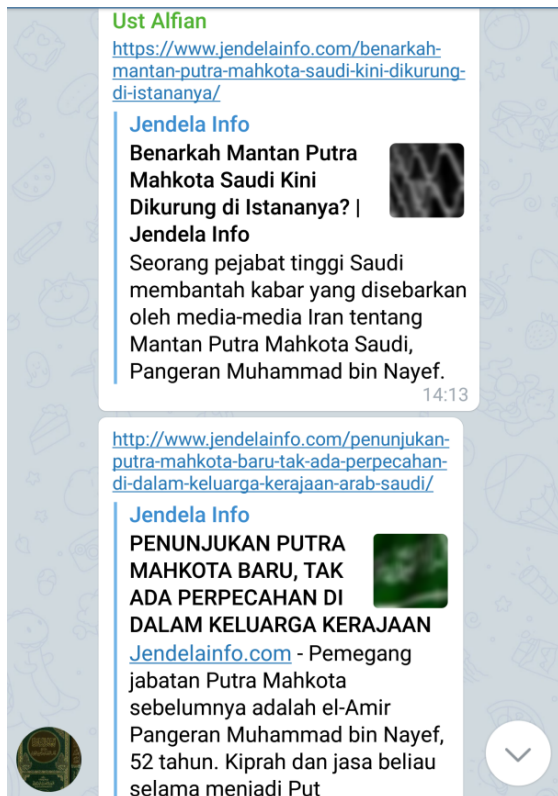 Ust Alfian
https://www.jendelainfo.com/benarkah-
mantan-putra-mahkota-saudi-kini-dikurung-
di-istananya/
Jendela Info
Benarkah Mantan Putra
Mahkota Saudi Kini
Dikurung di Istananya? |
Jendela Info
Seorang pejabat tinggi Saudi
membantah kabar yang disebarkan
oleh media-media Iran tentang
Mantan Putra Mahkota Saudi,
Pangeran Muhammad bin Nayef.
14:13
http://www.jendelainfo.com/penunjukan-
putra-mahkota-baru-tak-ada-perpecahan-
di-dalam-keluarga-kerajaan-arab-saudi/
Jendela Info
PENUNJUKAN PUTRA
MAHKOTA BARU, TAK
ADA PERPECAHAN DI
DALAM KELUARGA KERAJAAN
Jendelainfo.com - Pemegang
jabatan Putra Mahkota
sebelumnya adalah el-Amir
Pangeran Muhammad bin Nayef,
52 tahun. Kiprah dan jasa beliau
selama menjadi Put